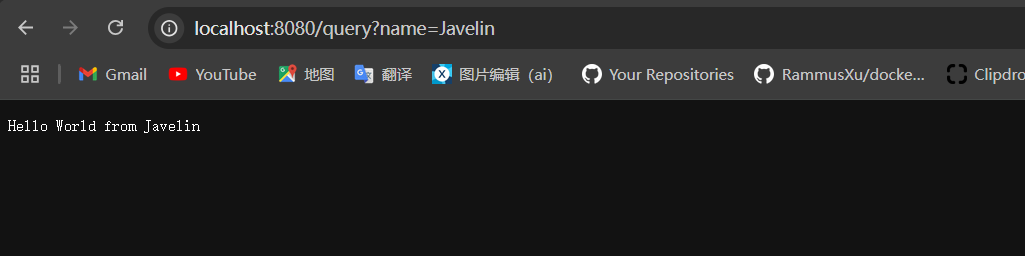 localhost:8080/query?name=Javelin
Gmail YouTube 地图 翻译 图片编辑（ai） Your Repositories RammusXu/docke... Clipdro
Hello World from Javelin